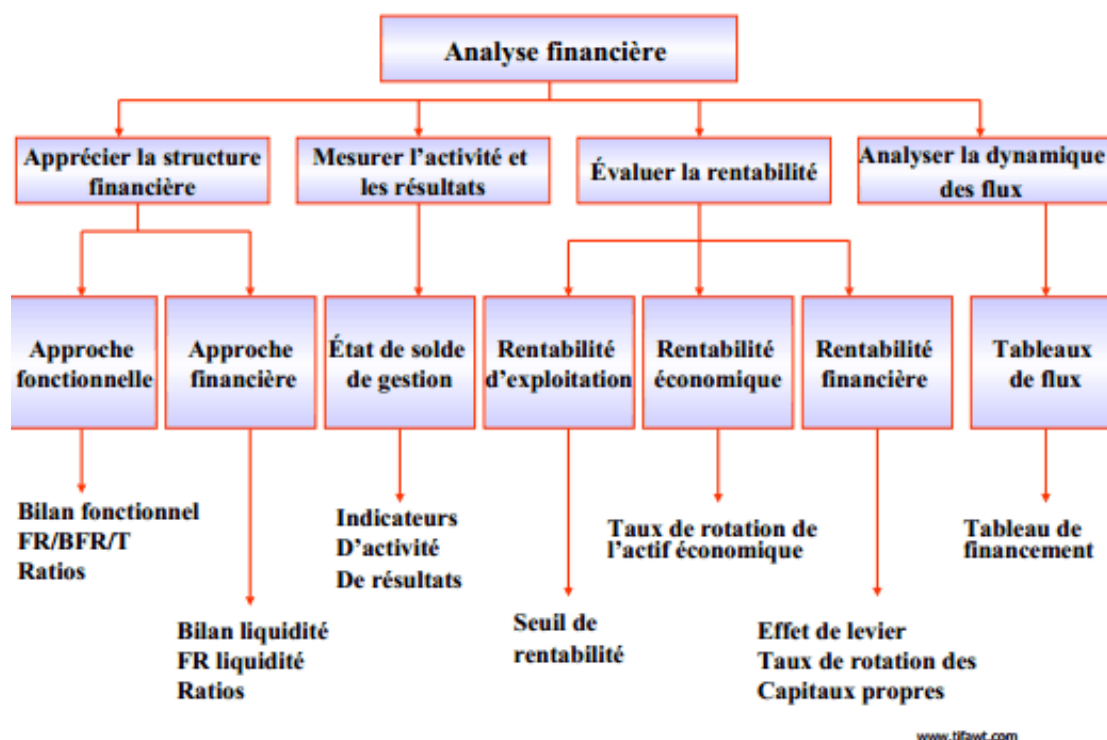 Analyse financière
Apprécier la structure
financière
Mesurer l'activité et
les résultats
Évaluer la rentabilité
Analyser la dynamique
des flux
Approche
fonctionnelle
Approche
financière
État de solde
de gestion
Rentabilité
d'exploitation
Rentabilité
économique
Rentabilité
financière
Tableaux
de flux
Bilan fonctionnel
FR/BFR/T
Ratios
Bilan liquidité
FR liquidité
Ratios
Indicateurs
D'activité
De résultats
Seuil de
rentabilité
Taux de rotation de
l'actif économique
Effet de levier
Taux de rotation des
Capitaux propres
Tableau de
financement
www.tifawt.com